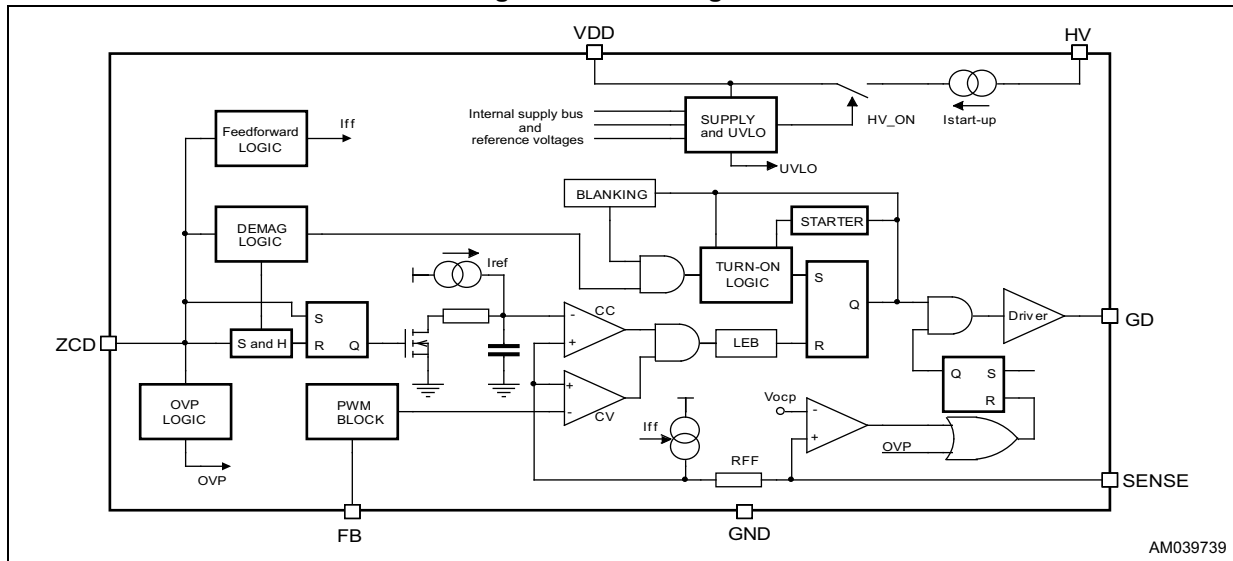 VDD
HV
Internal supply bus
and
reference voltages
SUPPLY
and UVLO
HV_ON
Istart-up
UVLO
Feedforward
LOGIC
Iff
BLANKING
STARTER
DEMAG
LOGIC
TURN-ON
LOGIC
Iref
S
R
Q
CC
-
+
S
R
Q
LEB
Driver
GD
ZCD
S and H
OVP
LOGIC
OVP
PWM
BLOCK
+
-
CV
Q
S
R
Vocp
-
+
Iff
RFF
OVP
SENSE
FB
GND
AM039739